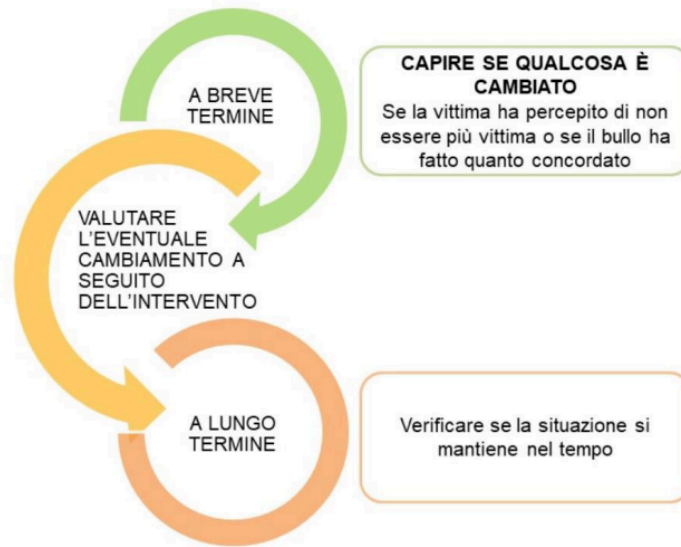 A BREVE
TERMINE
CAPIRE SE QUALCOSA È
CAMBIATO
Se la vittima ha percepito di non
essere più vittima o se il bullo ha
fatto quanto concordato
VALUTARE
L'EVENTUALE
CAMBIAMENTO A
SEGUITO
DELL'INTERVENTO
A LUNGO
TERMINE
Verificare se la situazione si
mantiene nel tempo